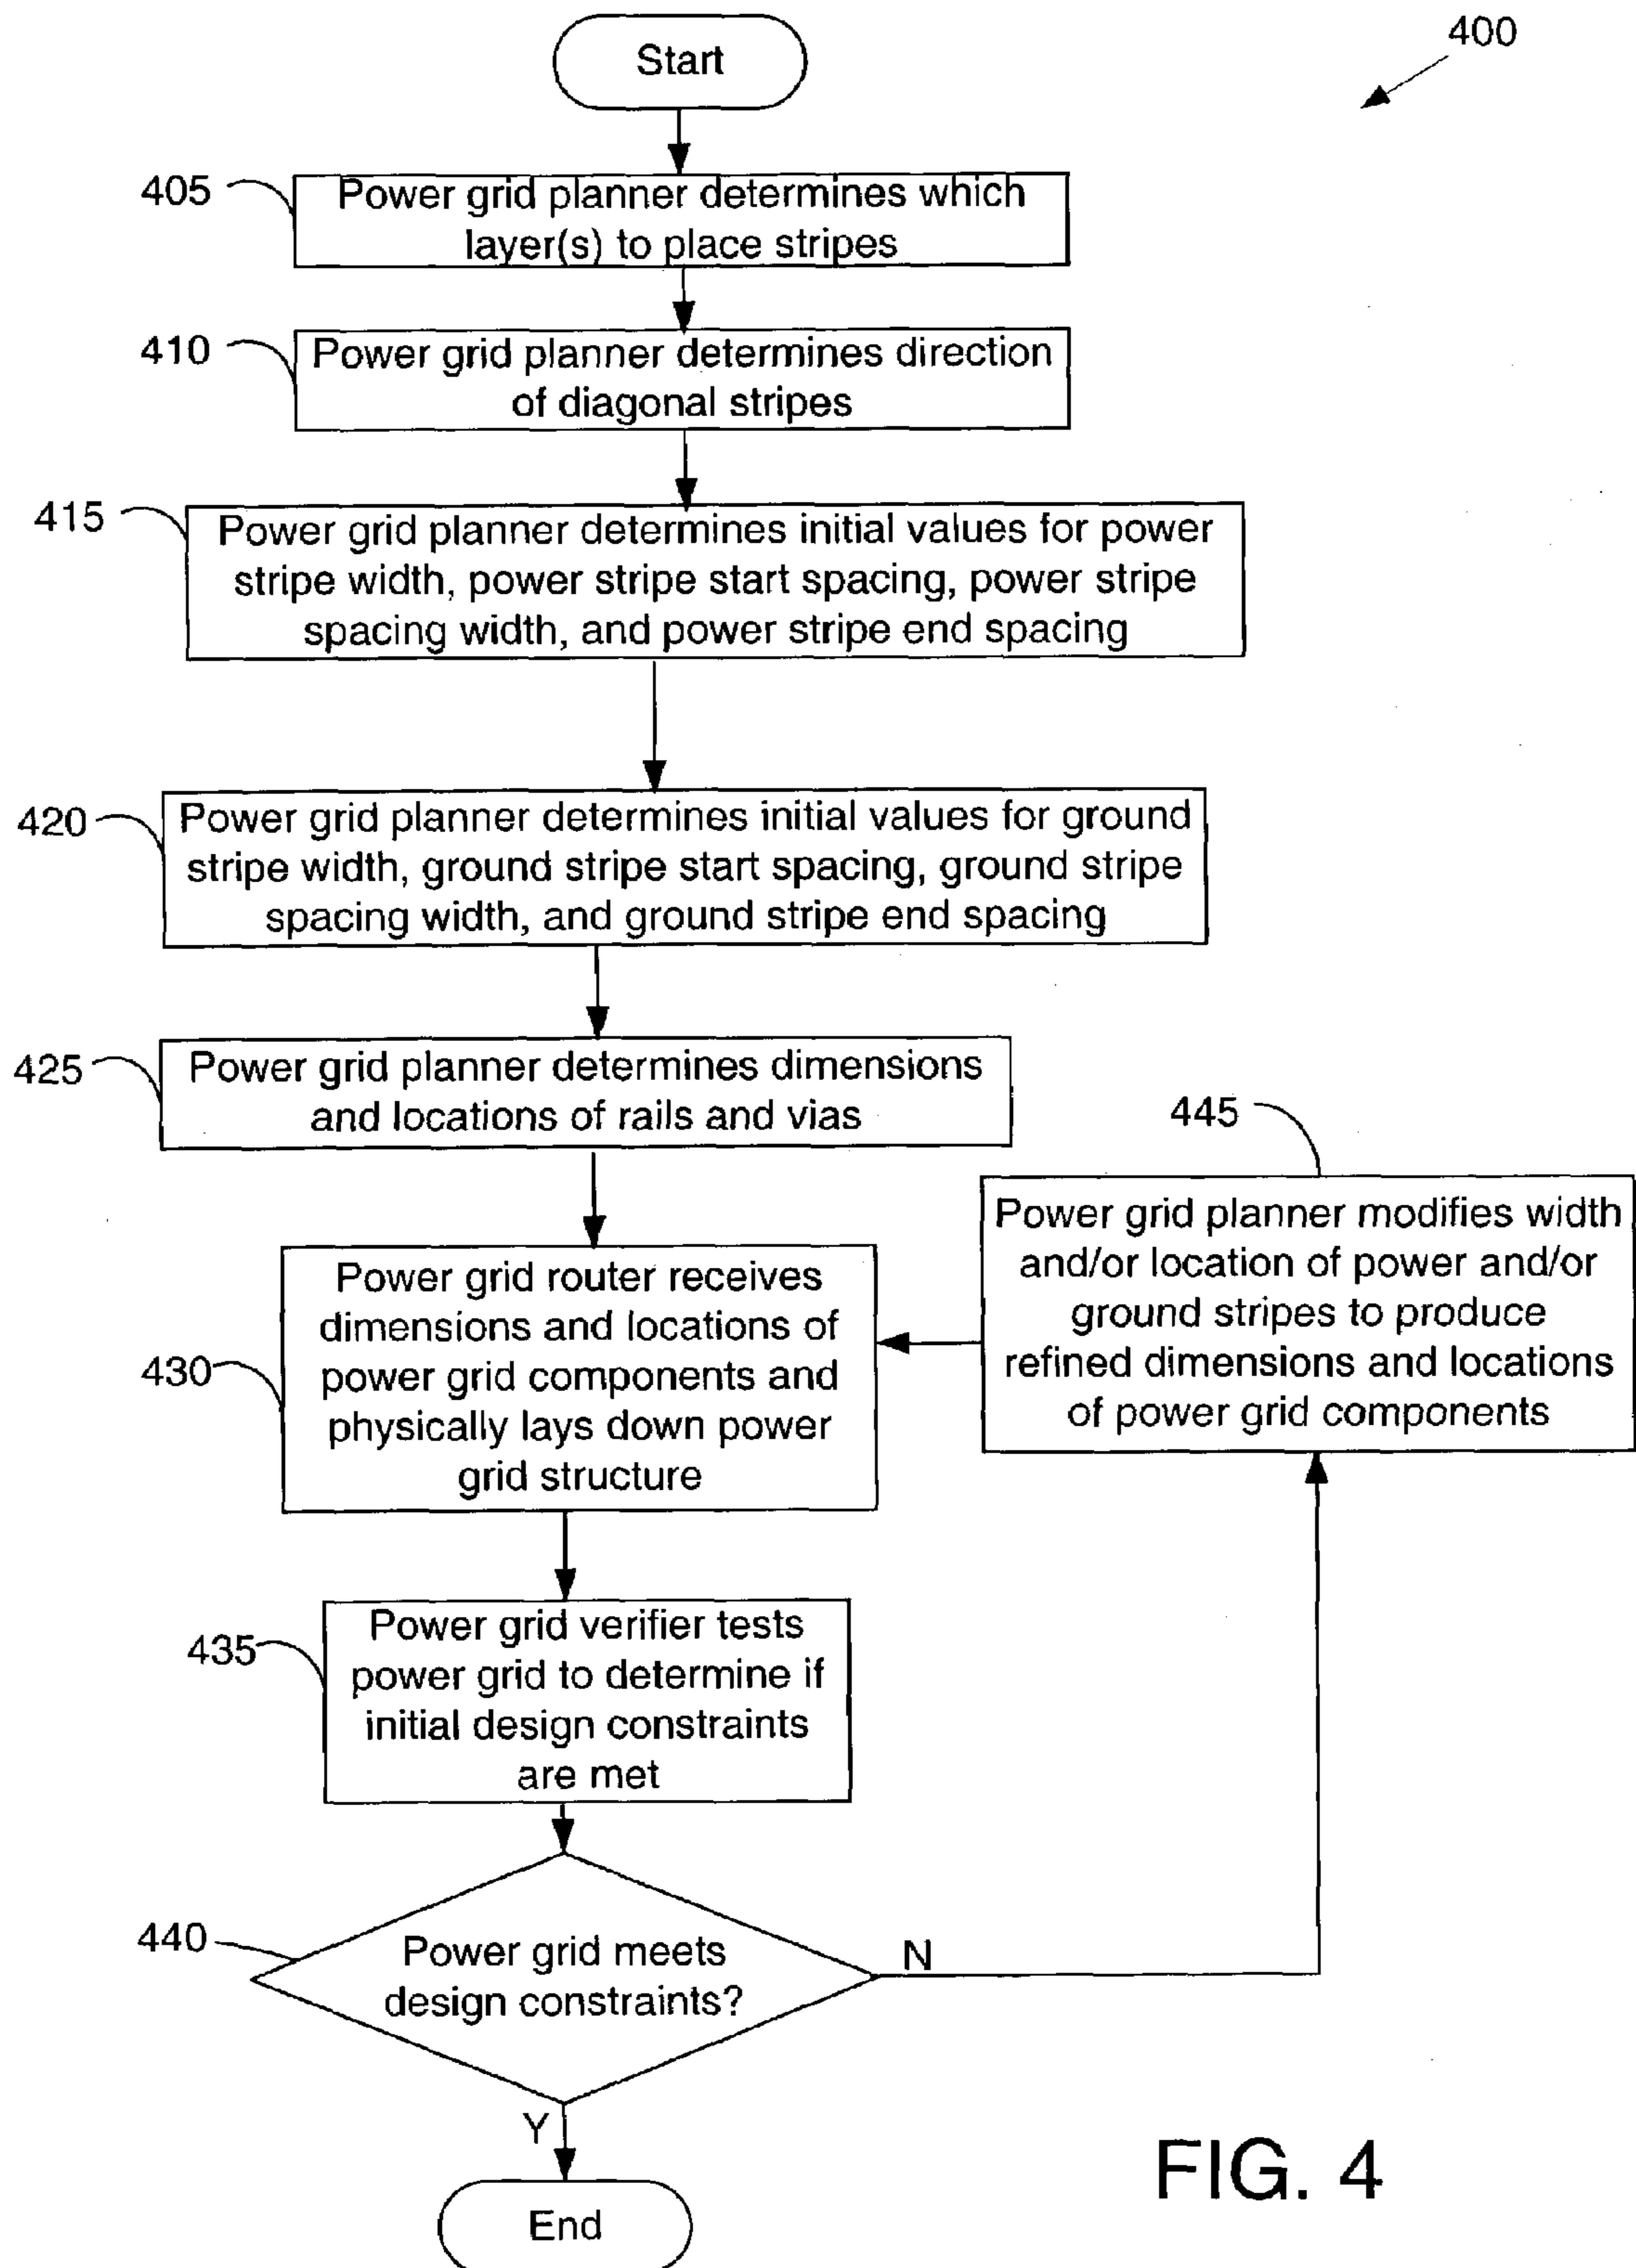 400
Start
405
Power grid planner determines which
layer(s) to place stripes
410
Power grid planner determines direction
of diagonal stripes
415
Power grid planner determines initial values for power
stripe width, power stripe start spacing, power stripe
spacing width, and power stripe end spacing
420
Power grid planner determines initial values for ground
stripe width, ground stripe start spacing, ground stripe
spacing width, and ground stripe end spacing
425
Power grid planner determines dimensions
and locations of rails and vias
445
Power grid planner modifies width
and/or location of power and/or
ground stripes to produce
refined dimensions and locations
of power grid components
430
Power grid router receives
dimensions and locations of
power grid components and
physically lays down power
grid structure
435
Power grid verifier tests
power grid to determine if
initial design constraints
are met
440
Power grid meets
design constraints?
N
Y
End
FIG. 4